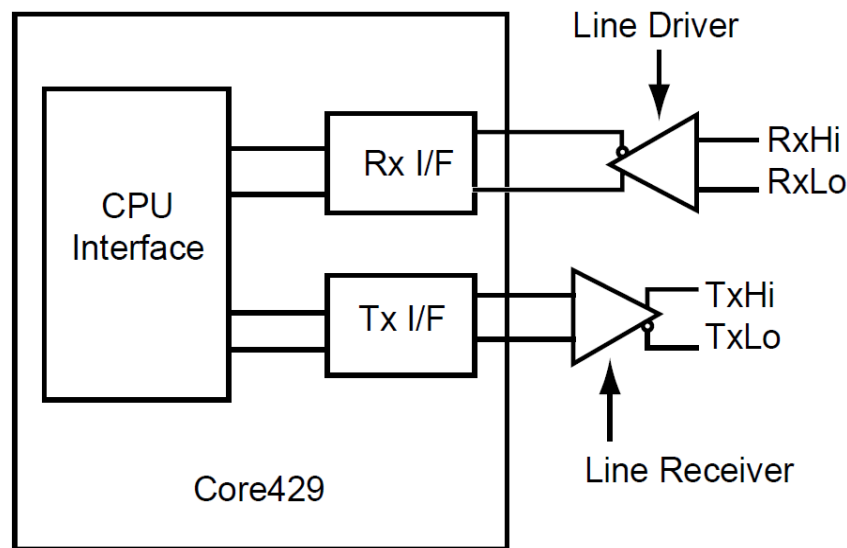 Line Driver
RxHi
RxLo
Rx I/F
CPU
Interface
TxHi
TxLo
Tx I/F
Line Receiver
Core429